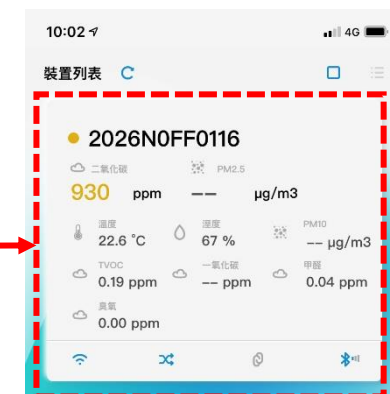 10:02 4G
裝置列表
2026N0FF0116
二氧化碳 PM2.5
930 ppm −− μg/m3
溫度 溼度 PM10
22.6 ˚C 67 % −− μg/m3
TVOC 一氧化碳 甲醛
0.19 ppm −− ppm 0.04 ppm
臭氧
0.00 ppm